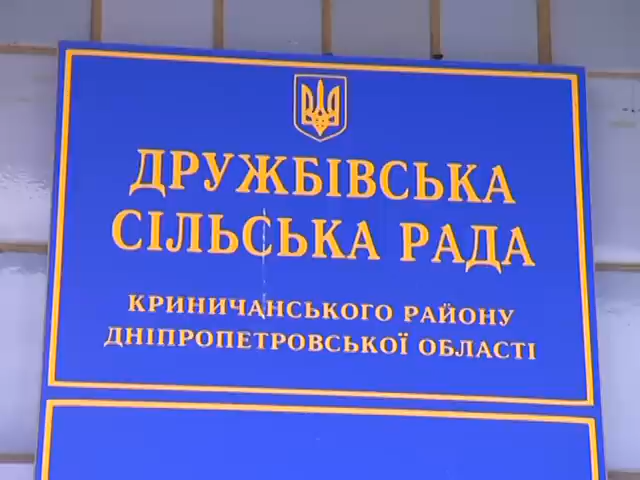 ДРУЖБІВСЬКА
СІЛЬСЬКА РАДА
КРИНИЧАНСЬКОГО РАЙОНУ
ДНІПРОПЕТРОВСЬКОЇ ОБЛАСТІ